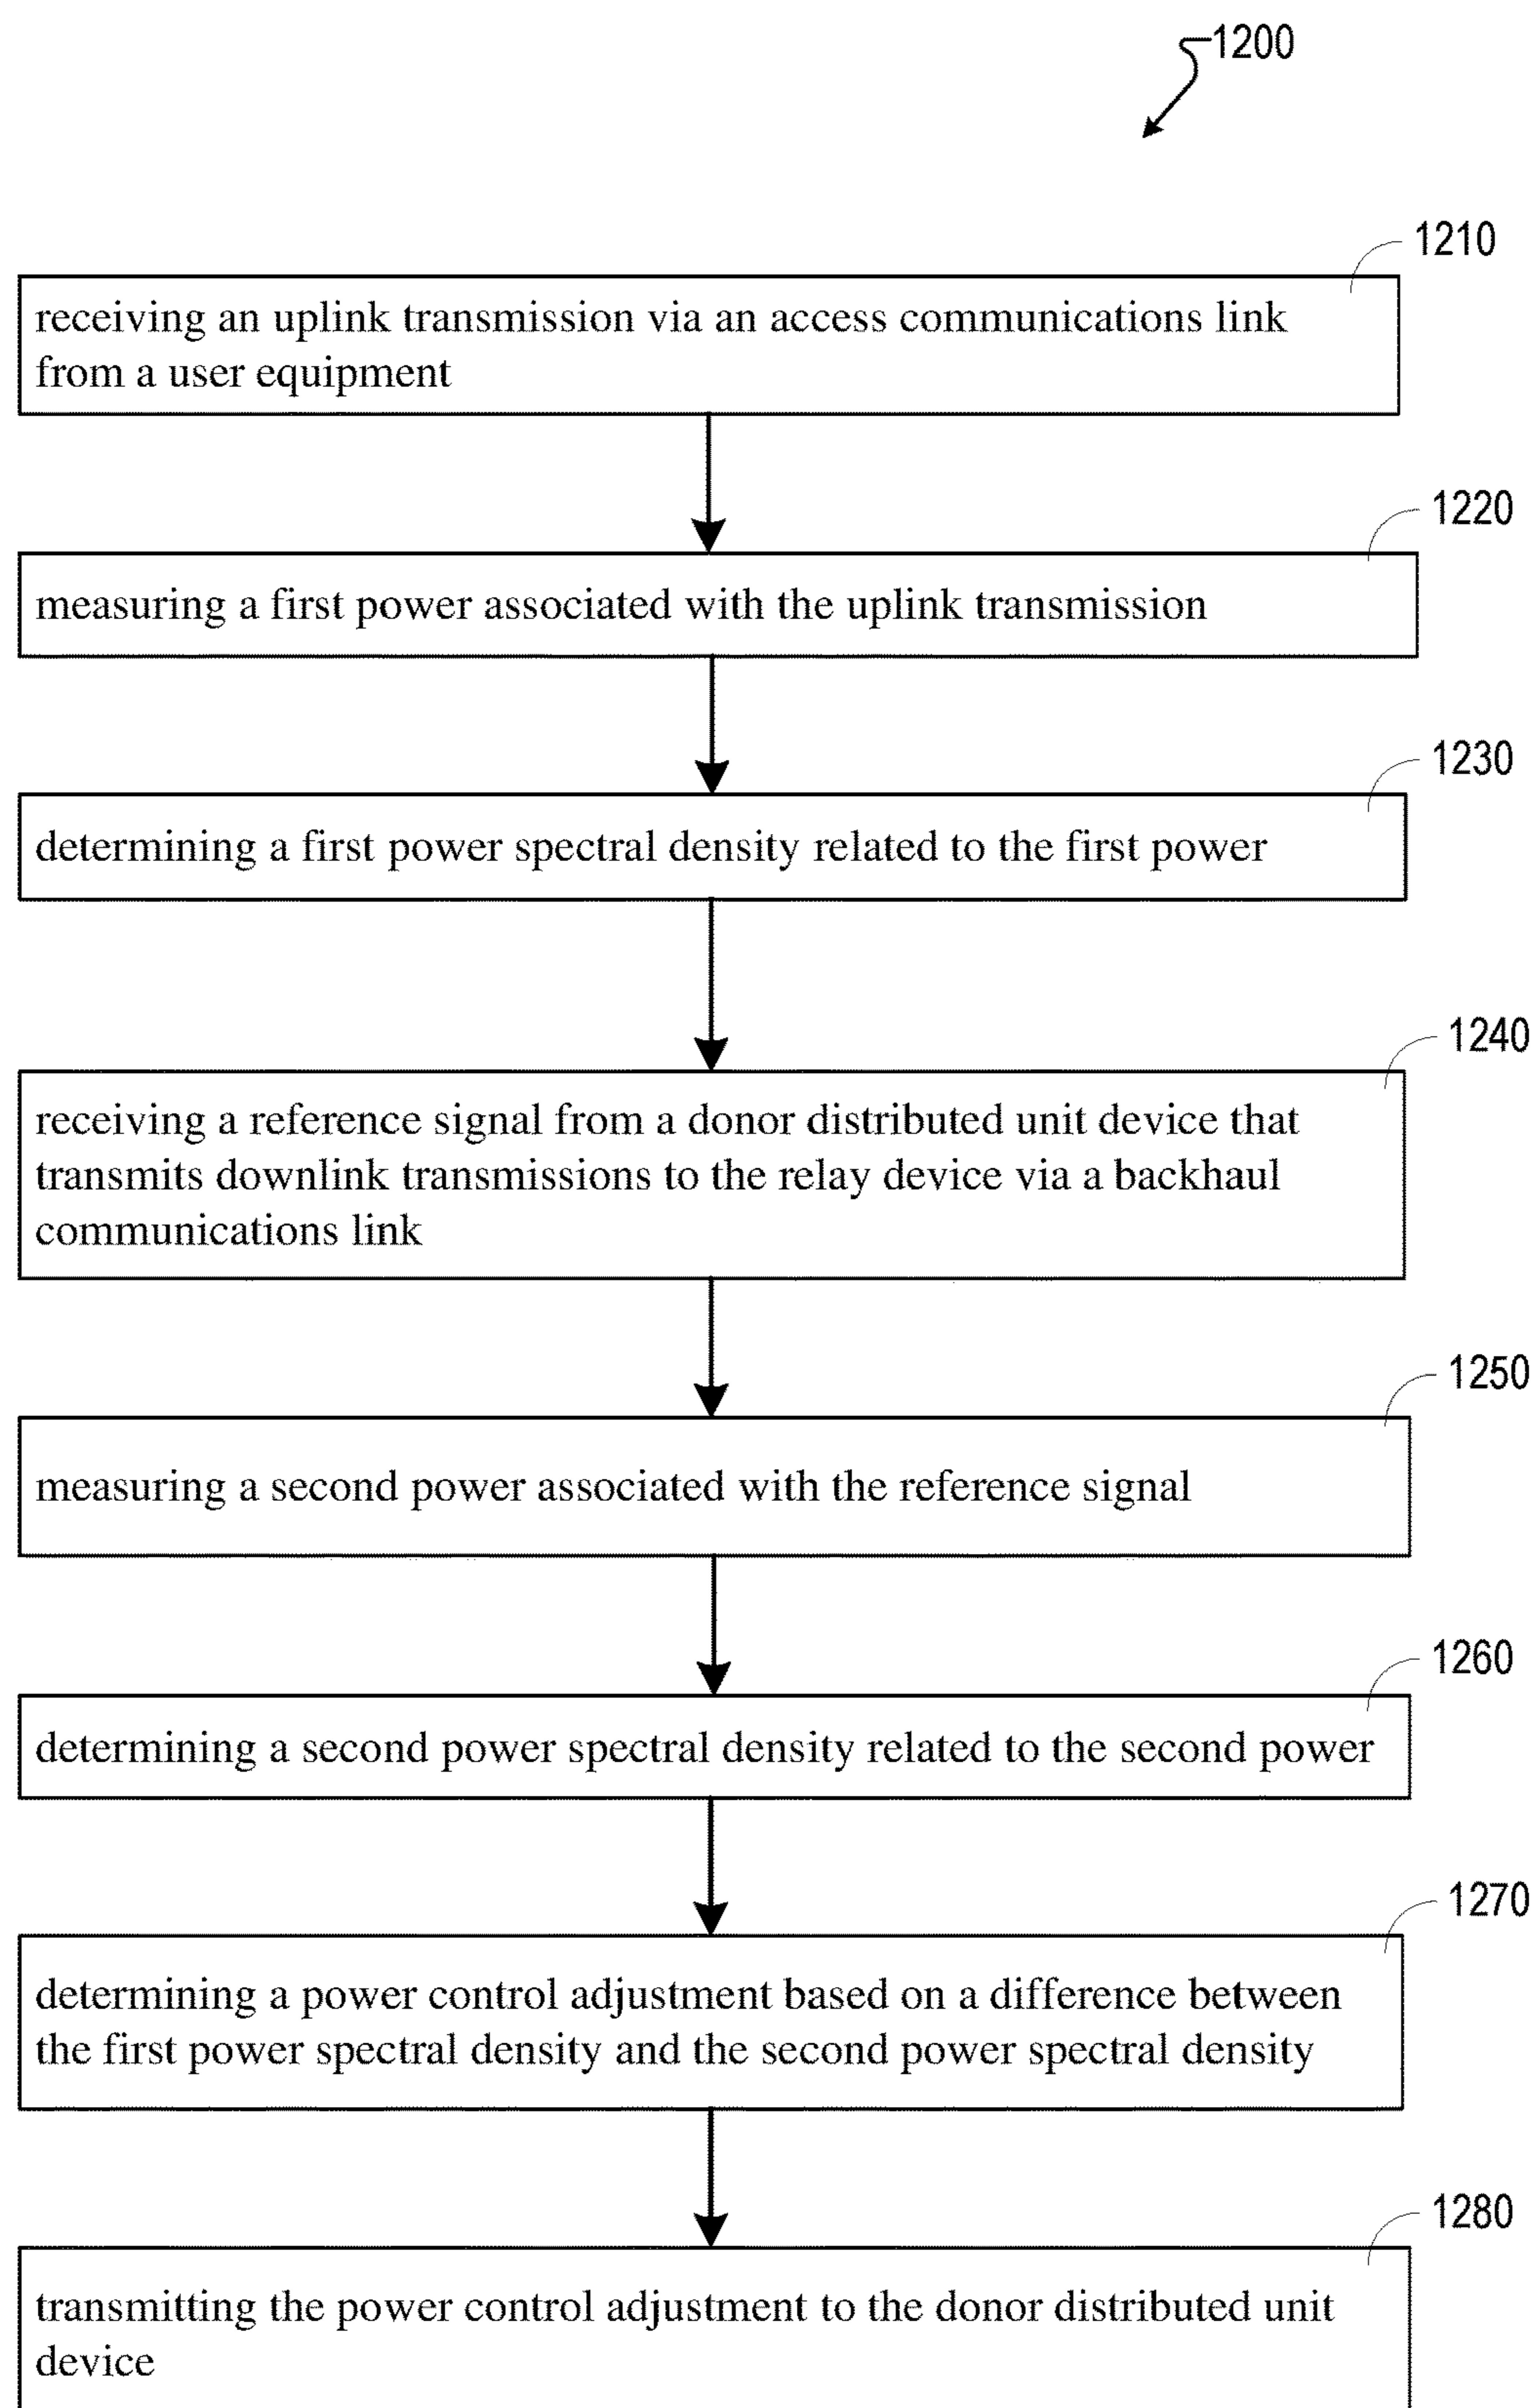 1200
1210
receiving an uplink transmission via an access communications link
from a user equipment
1220
measuring a first power associated with the uplink transmission
1230
determining a first power spectral density related to the first power
1240
receiving a reference signal from a donor distributed unit device that
transmits downlink transmissions to the relay device via a backhaul
communications link
1250
measuring a second power associated with the reference signal
1260
determining a second power spectral density related to the second power
1270
determining a power control adjustment based on a difference between
the first power spectral density and the second power spectral density
1280
transmitting the power control adjustment to the donor distributed unit
device